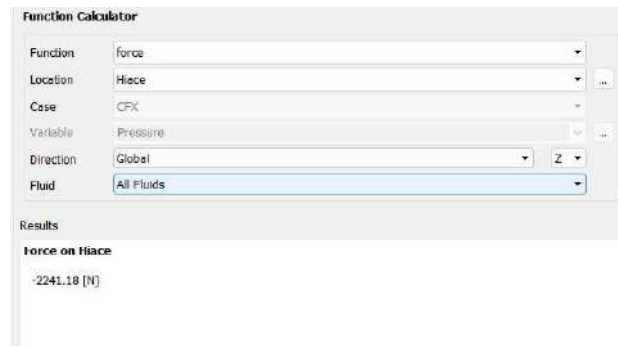 Function Calculator
Function force
Location Hiace ...
Case CFX
Variable Pressure ...
Direction Global Z
Fluid All Fluids
Results
Force on Hiace
-2241.18 [N]